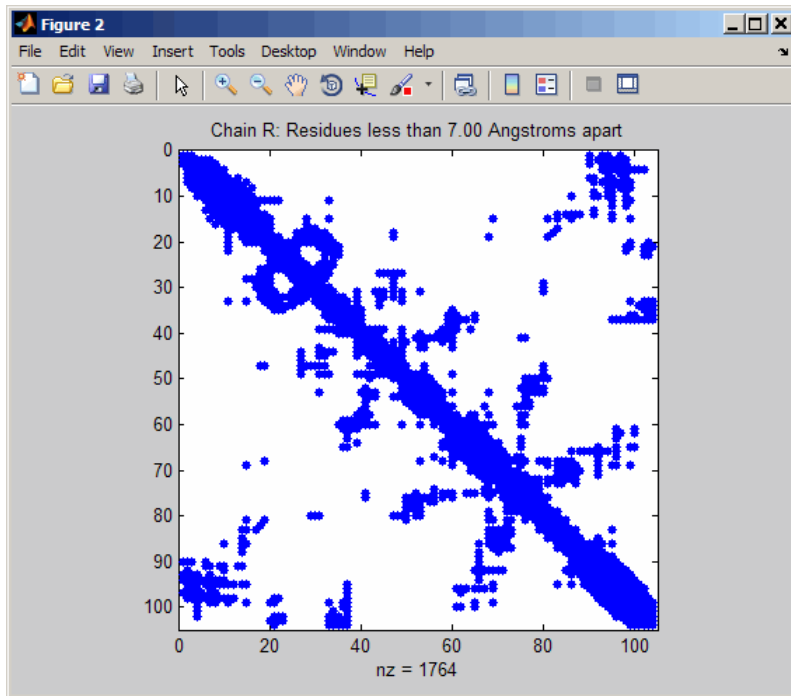 Figure 2
File Edit View Insert Tools Desktop Window Help
Chain R: Residues less than 7.00 Angstroms apart
0
10
20
30
40
50
60
70
80
90
100
0 20 40 60 80 100
nz = 1764